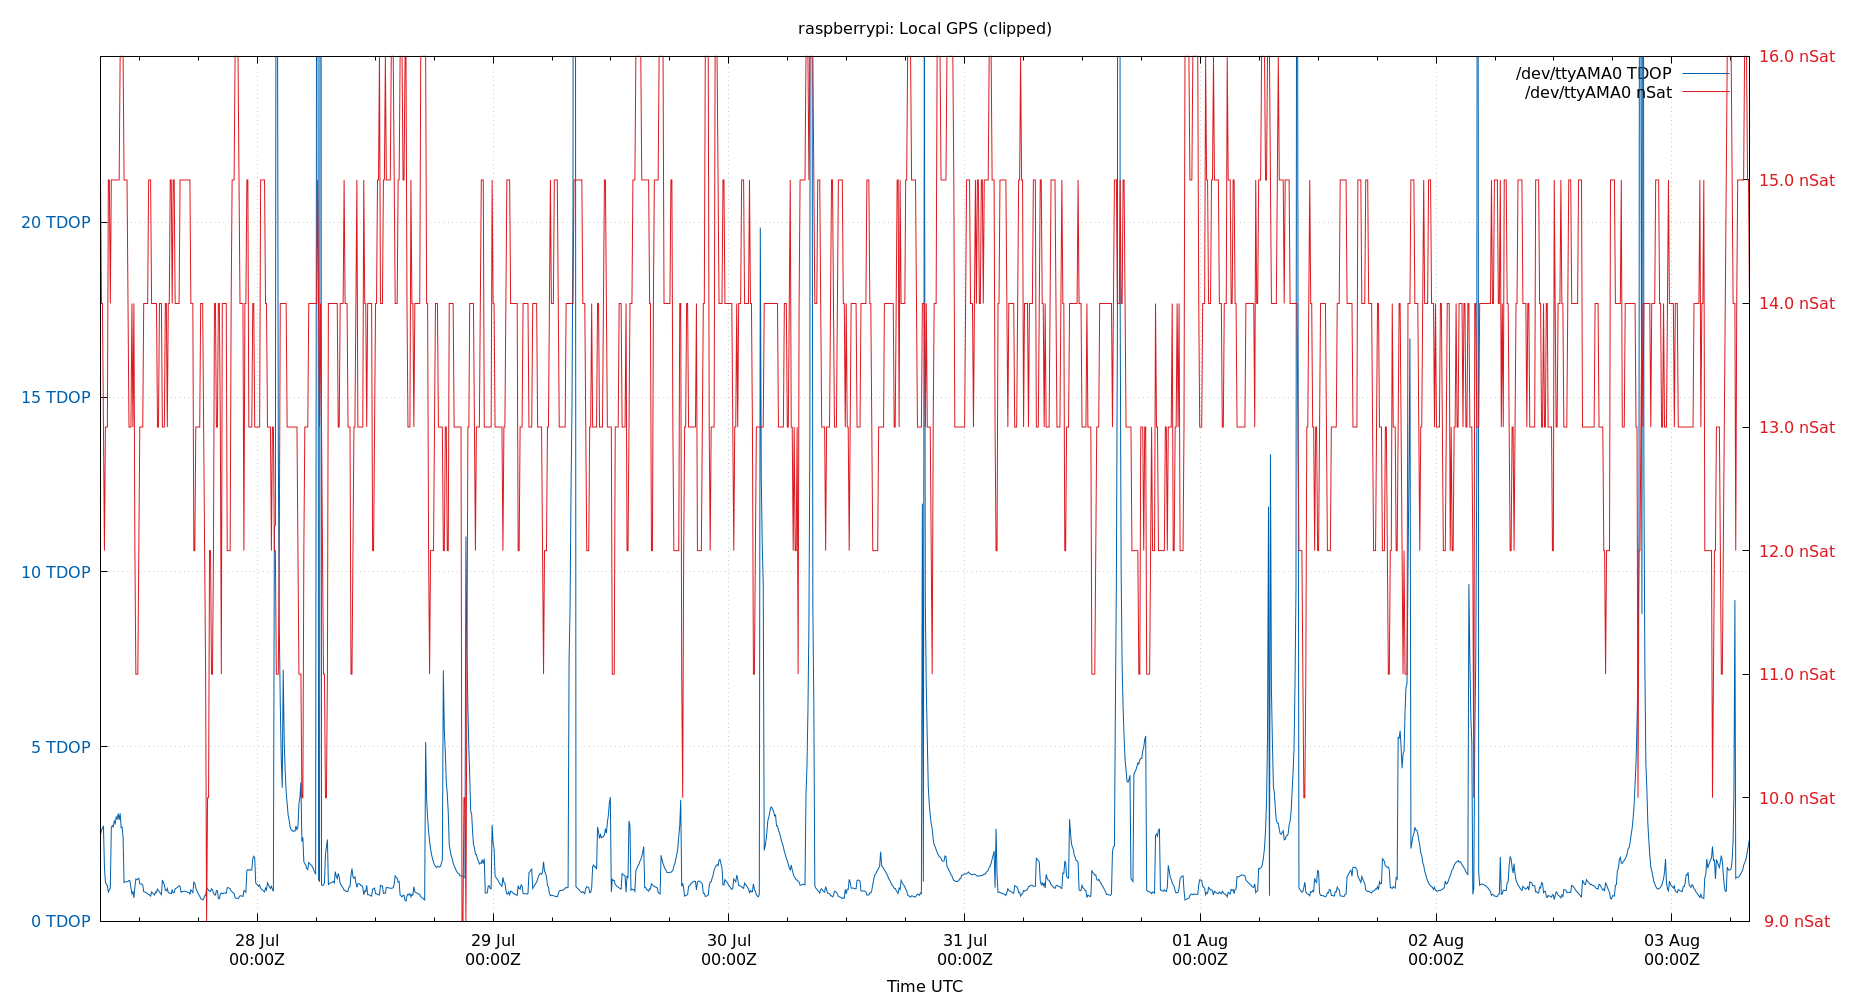 raspberrypi: Local GPS (clipped)
/dev/ttyAMA0 TDOP
/dev/ttyAMA0 nSat
20 TDOP
15 TDOP
10 TDOP
5 TDOP
0 TDOP
16.0 nSat
15.0 nSat
14.0 nSat
13.0 nSat
12.0 nSat
11.0 nSat
10.0 nSat
9.0 nSat
28 Jul
00:00Z
29 Jul
00:00Z
30 Jul
00:00Z
31 Jul
00:00Z
01 Aug
00:00Z
02 Aug
00:00Z
03 Aug
00:00Z
Time UTC